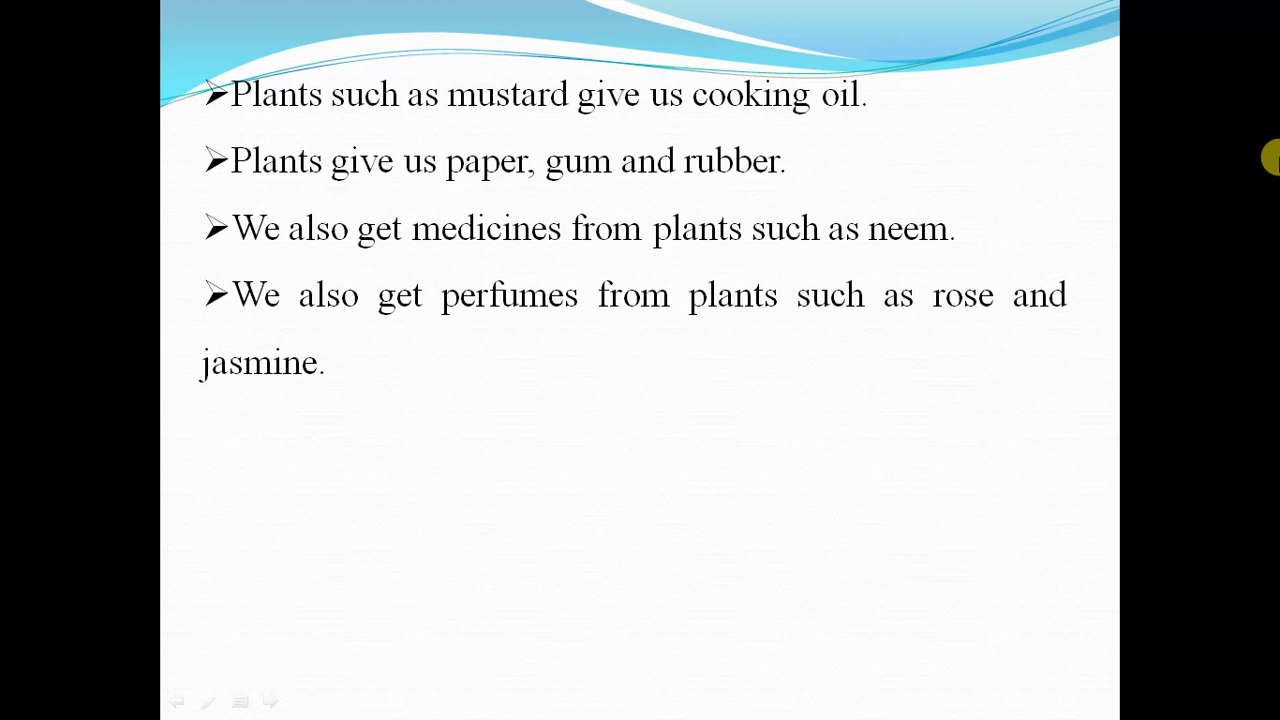 ➢Plants such as mustard give us cooking oil.
➢Plants give us paper, gum and rubber.
➢We also get medicines from plants such as neem.
➢We also get perfumes from plants such as rose and
jasmine.